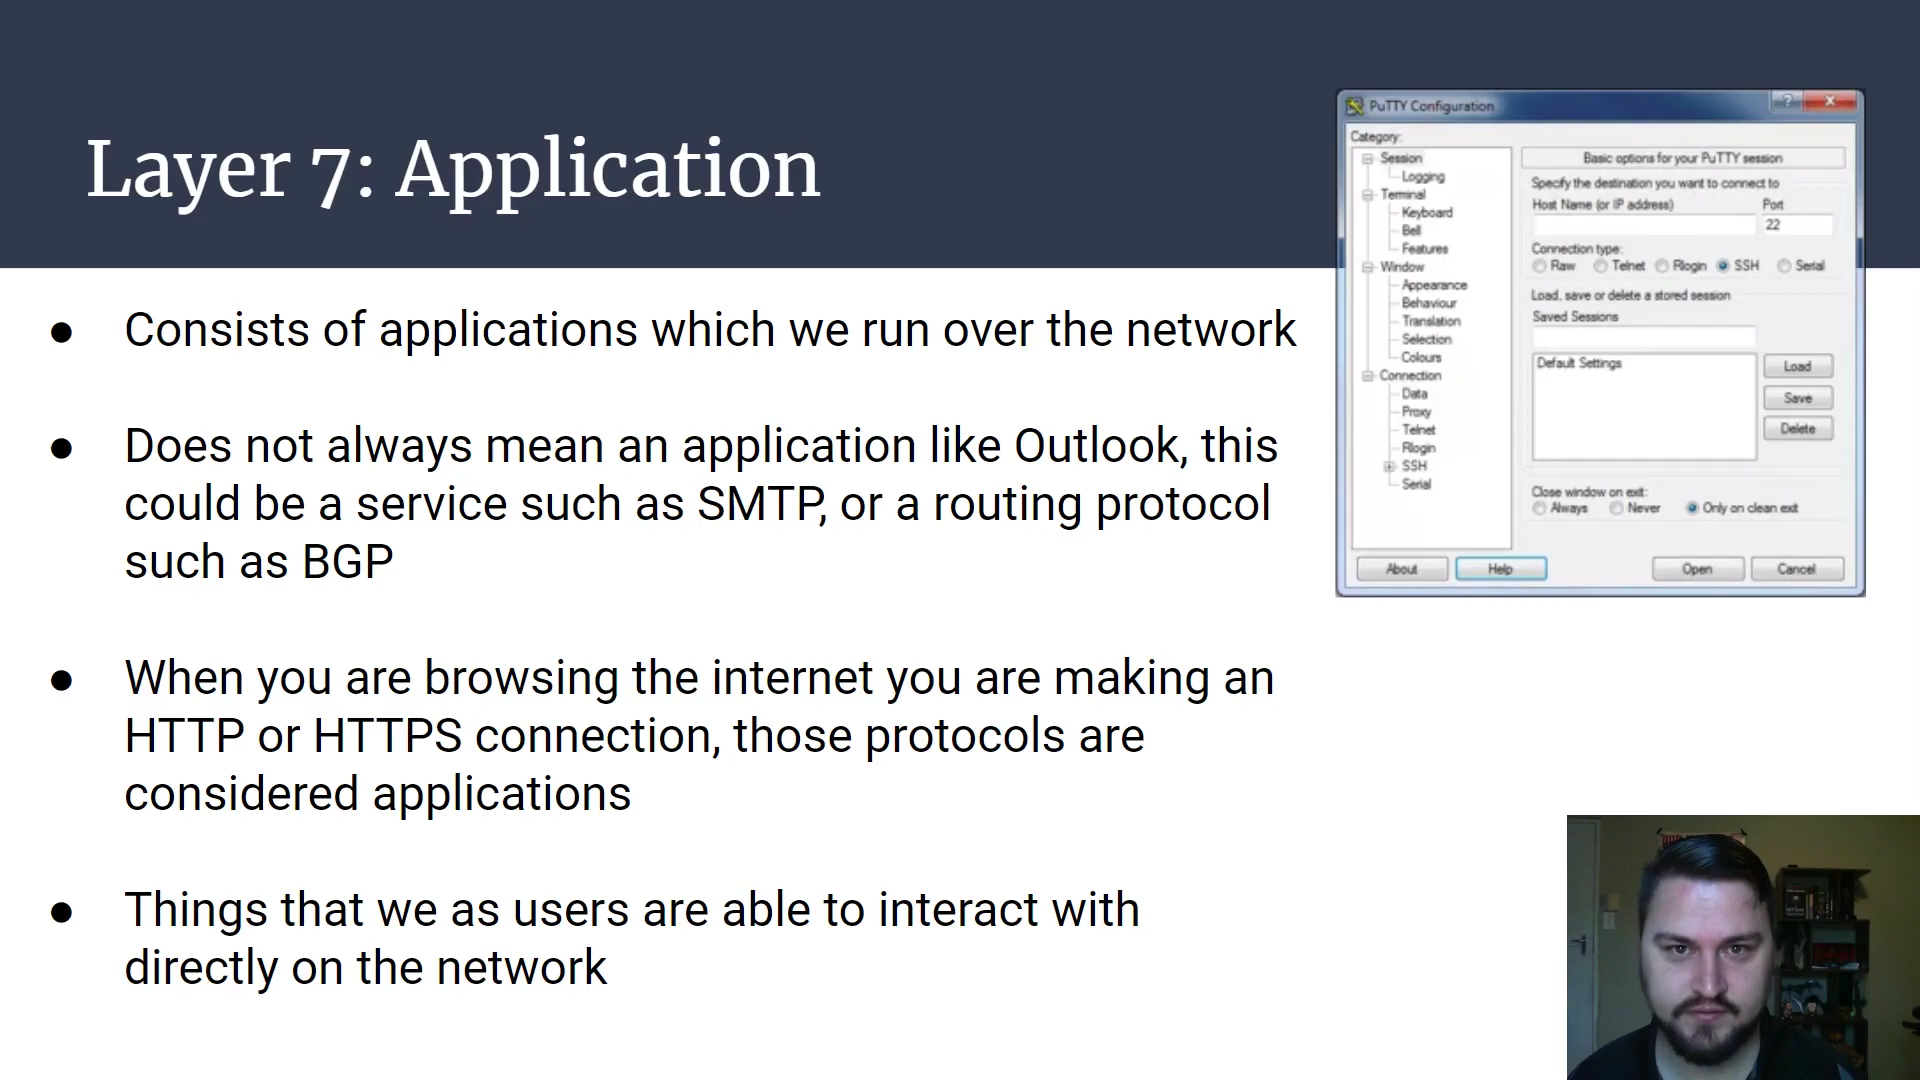 Layer 7: Application
● Consists of applications which we run over the network
● Does not always mean an application like Outlook, this
could be a service such as SMTP, or a routing protocol
such as BGP
● When you are browsing the internet you are making an
HTTP or HTTPS connection, those protocols are
considered applications
● Things that we as users are able to interact with
directly on the network
PuTTY Configuration
Category:
Session
Logging
Terminal
Keyboard
Bell
Features
Window
Appearance
Behaviour
Translation
Selection
Colours
Connection
Data
Proxy
Telnet
Rlogin
SSH
Serial
Basic options for your PuTTY session
Specify the destination you want to connect to
Host Name (or IP address) Port
22
Connection type:
Raw Telnet Rlogin SSH Serial
Load, save or delete a stored session
Saved Sessions
Default Settings
Load
Save
Delete
Close window on exit:
Always Never Only on clean exit
About Help Open Cancel